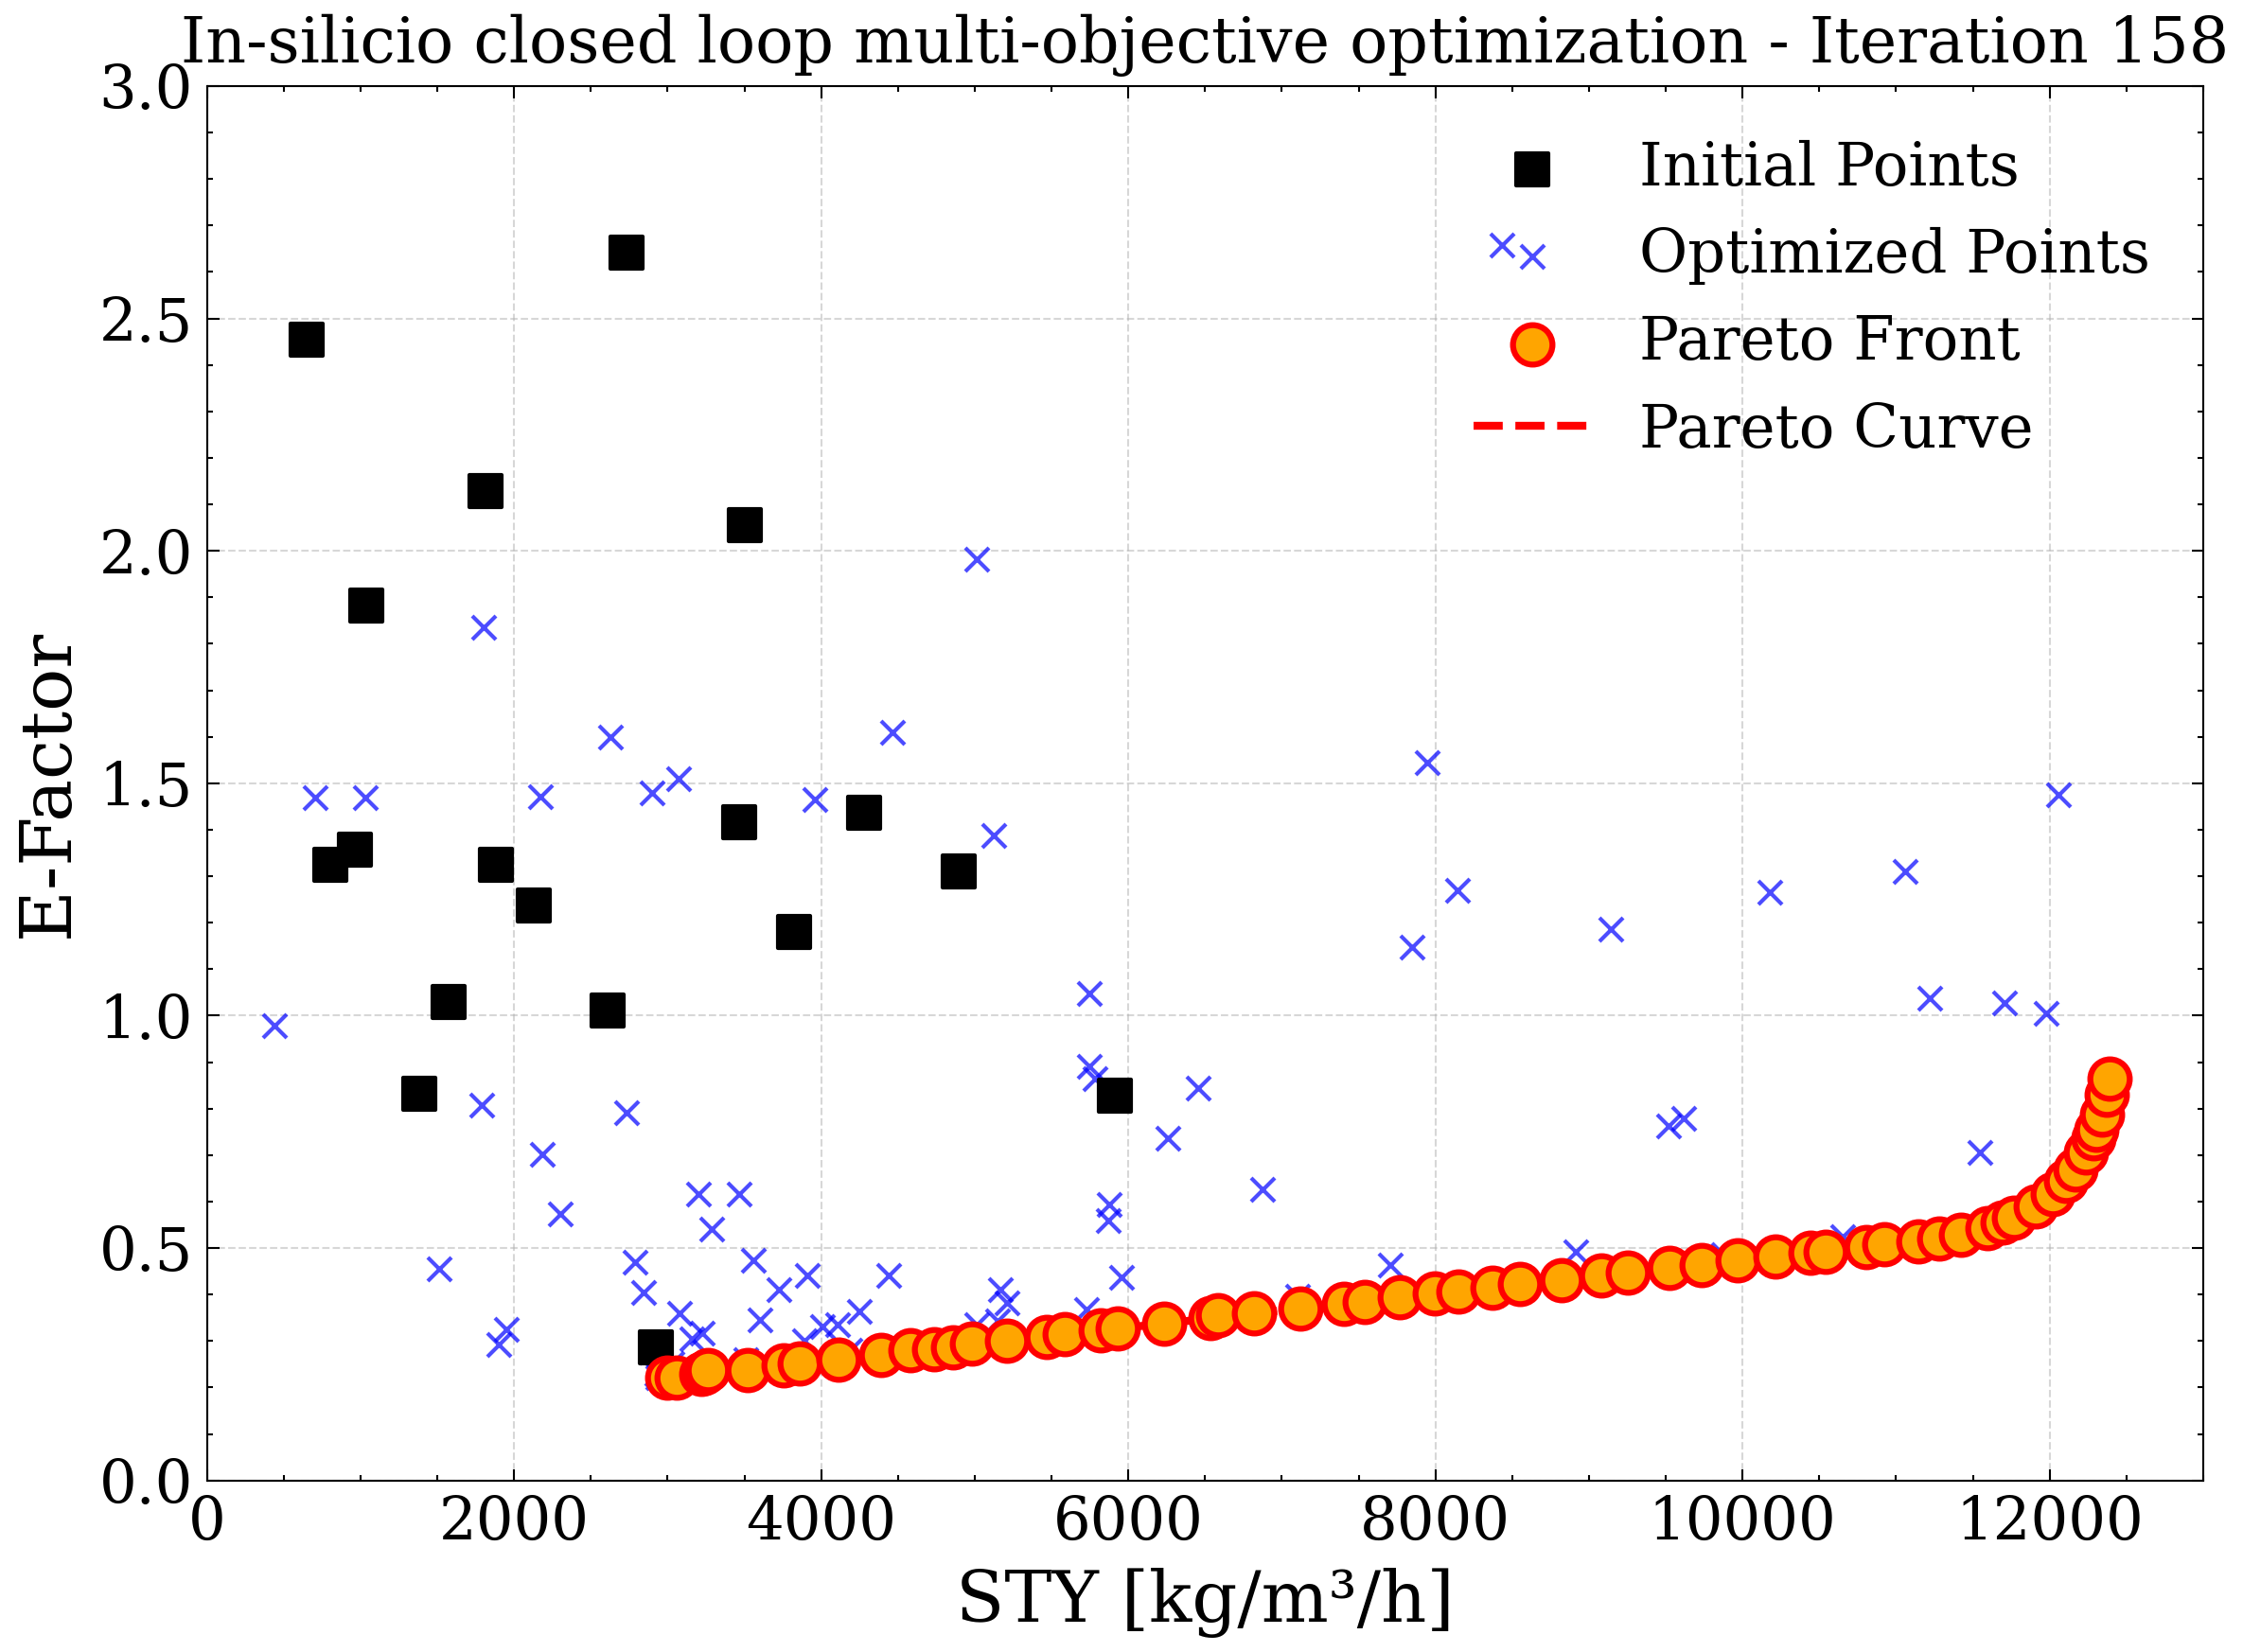 In-silicio closed loop multi-objective optimization - Iteration 158
3.0
2.5
2.0
1.5
1.0
0.5
0.0
E-Factor
Initial Points
Optimized Points
Pareto Front
Pareto Curve
0 2000 4000 6000 8000 10000 12000
STY [kg/m³/h]